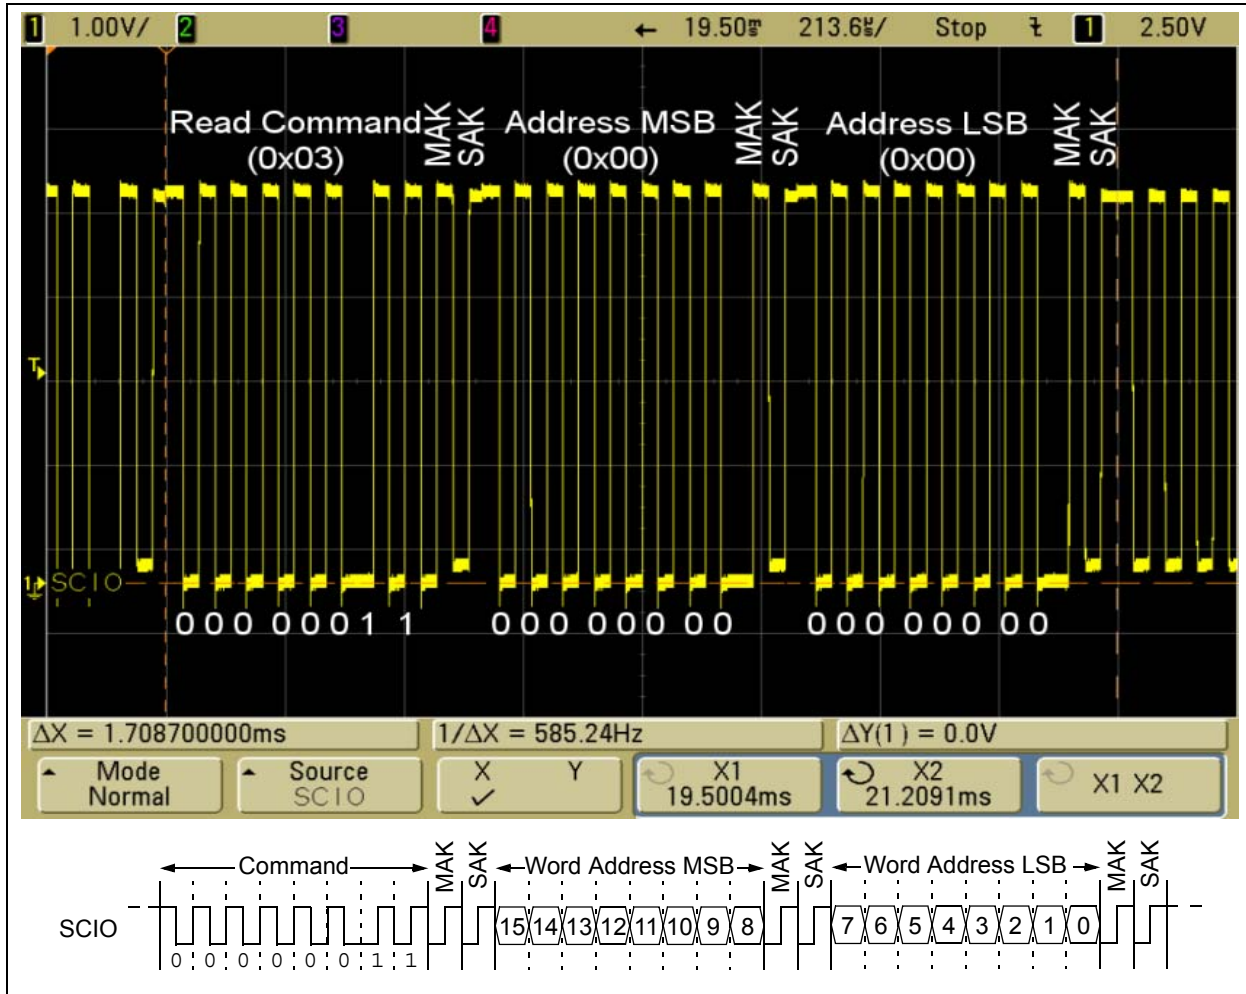 1 1.00V/ 2 3 4 ← 19.50ms 213.6s/ Stop 1 2.50V
Read Command MAK SAK Address MSB MAK SAK Address LSB MAK SAK
(0x03) (0x00) (0x00)
T
1 SCIO
0 0 0 0 0 0 1 1 0 0 0 0 0 0 0 0 0 0 0 0 0 0 0 0
ΔX = 1.708700000ms 1/ΔX = 585.24Hz ΔY(1) = 0.0V
Mode Source X Y X1 X2 X1 X2
Normal SCIO ✓ 19.5004ms 21.2091ms
Command MAK SAK Word Address MSB MAK SAK Word Address LSB MAK SAK
SCIO 15 14 13 12 11 10 9 8 7 6 5 4 3 2 1 0
0 0 0 0 0 0 1 1